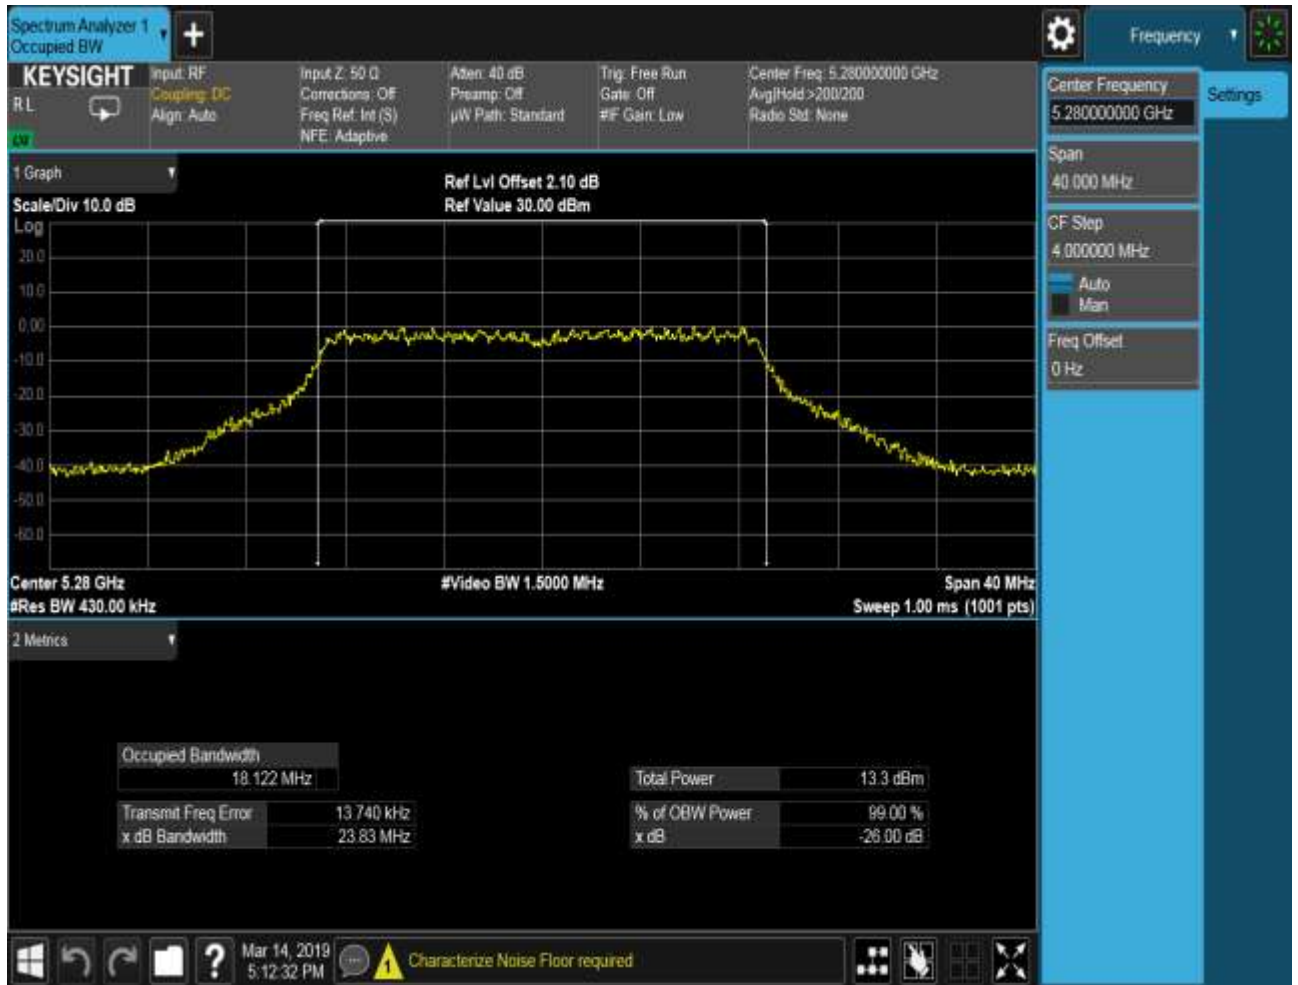 Spectrum Analyzer 1
Occupied BW
Frequency
KEYSIGHT
R L
Input: RF
Coupling: DC
Align: Auto
Input Z: 50 Ω
Corrections: Off
Freq Ref: Int (S)
NFE: Adaptive
Atten: 40 dB
Preamp: Off
µW Path: Standard
Trig: Free Run
Gate: Off
#IF Gain: Low
Center Freq: 5.280000000 GHz
Avg|Hold:>200/200
Radio Std: None
Center Frequency
5.280000000 GHz
Settings
Span
40.000 MHz
CF Step
4.000000 MHz
Auto
Man
Freq Offset
0 Hz
1 Graph
Scale/Div 10.0 dB
Ref Lvl Offset 2.10 dB
Ref Value 30.00 dBm
Log
20.0
10.0
0.00
-10.0
-20.0
-30.0
-40.0
-50.0
-60.0
Center 5.28 GHz
#Video BW 1.5000 MHz
Span 40 MHz
#Res BW 430.00 kHz
Sweep 1.00 ms (1001 pts)
2 Metrics
Occupied Bandwidth
18.122 MHz
Total Power 13.3 dBm
Transmit Freq Error 13.740 kHz
% of OBW Power 99.00 %
x dB Bandwidth 23.83 MHz
x dB -26.00 dB
Mar 14, 2019
5:12:32 PM
1
Characterize Noise Floor required
?